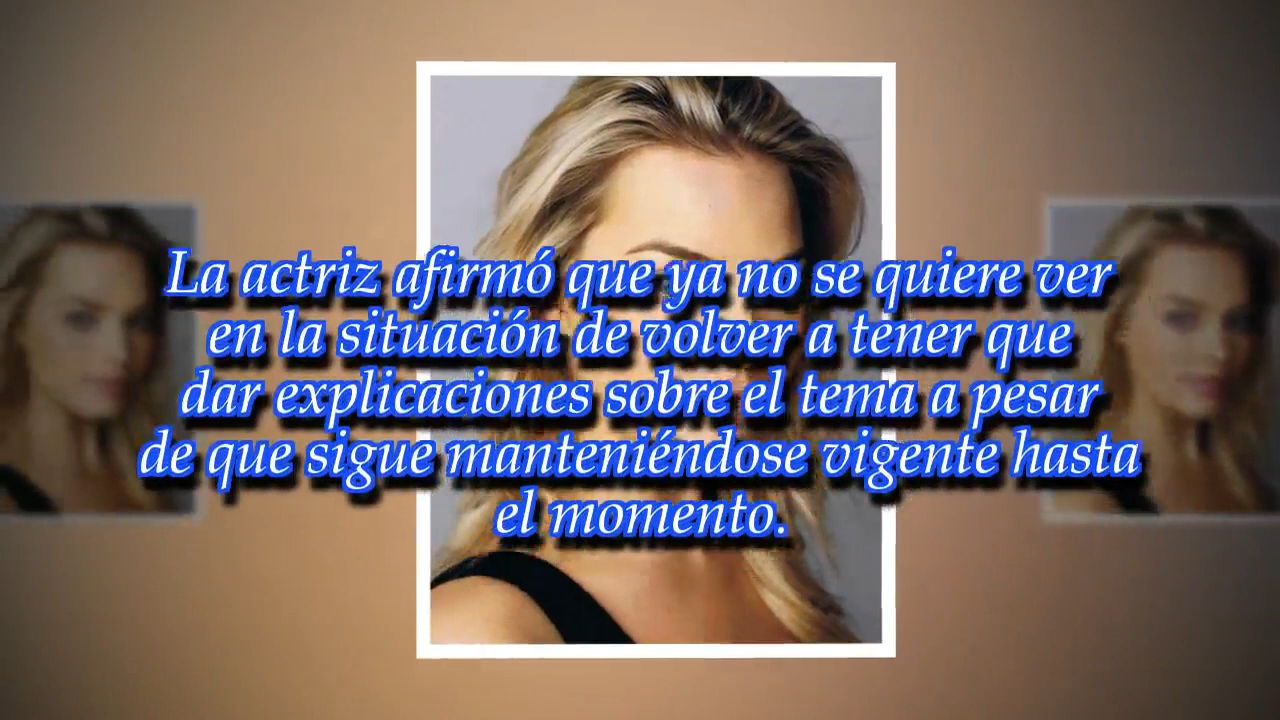 La actriz afirmó que ya no se quiere ver
en la situación de volver a tener que
dar explicaciones sobre el tema a pesar
de que sigue manteniéndose vigente hasta
el momento.